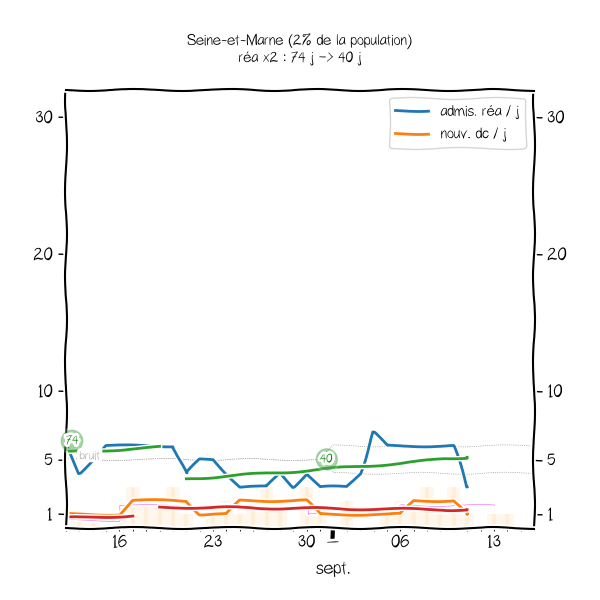 Seine-et-Marne (2% de la population)
réa x2 : 74 j -> 40 j
admis. réa / j
nouv. dc / j
30
30
20
20
10
10
74
bruit
40
5
5
1
1
16
23
30
06
13
sept.